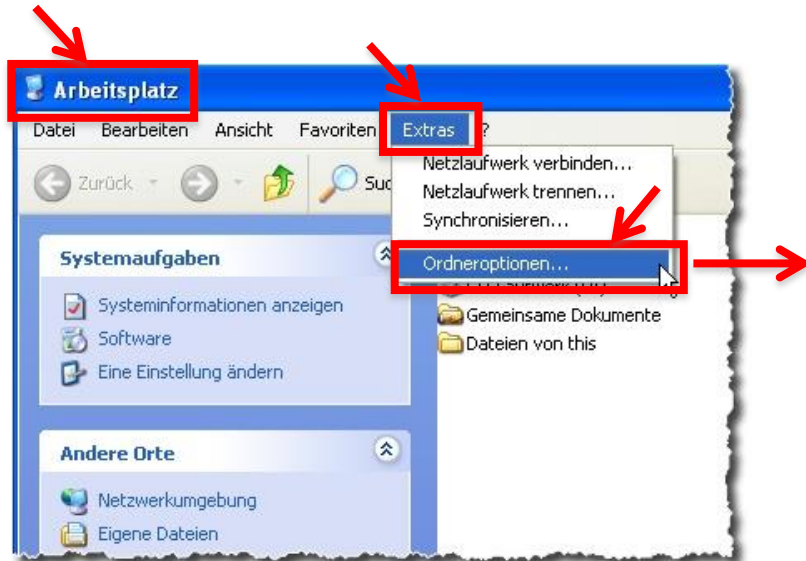 Arbeitsplatz
Datei Bearbeiten Ansicht Favoriten Extras ?
Zurück
Netzlaufwerk verbinden...
Netzlaufwerk trennen...
Synchronisieren...
Ordneroptionen...
Systemaufgaben
Systeminformationen anzeigen
Software
Eine Einstellung ändern
Gemeinsame Dokumente
Dateien von this
Andere Orte
Netzwerkumgebung
Eigene Dateien